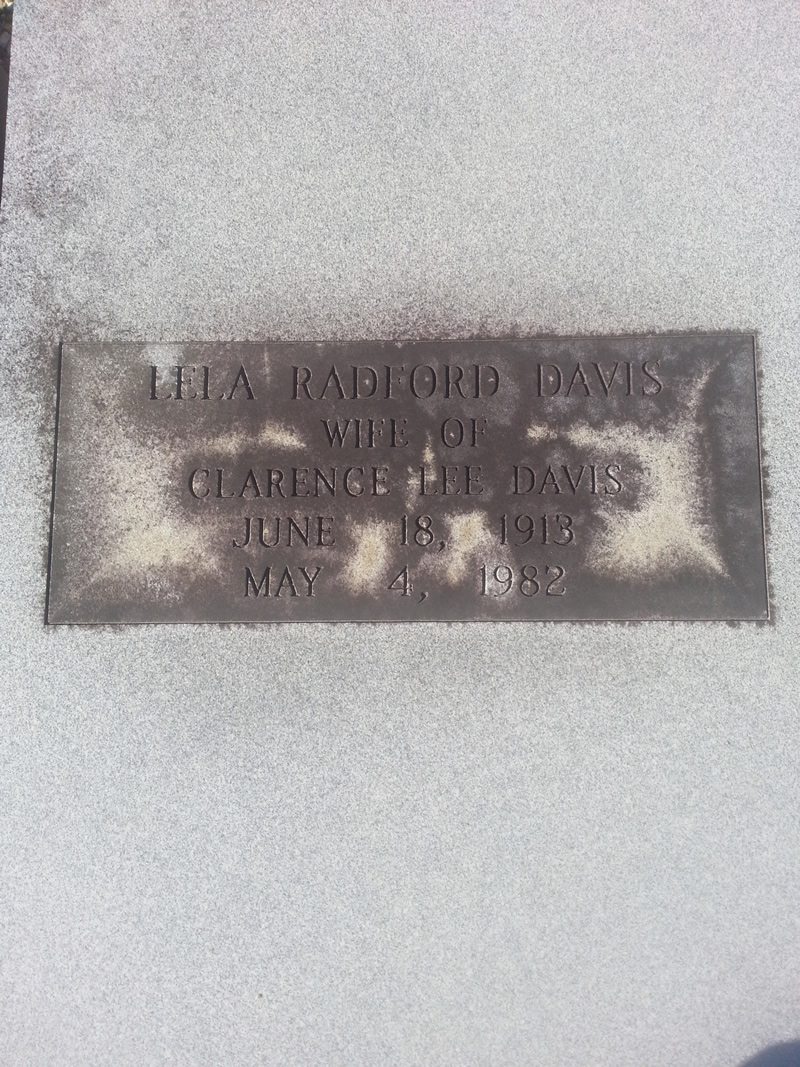 LELA RADFORD DAVIS
WIFE OF
CLARENCE LEE DAVIS
JUNE 18, 1913
MAY 4, 1982